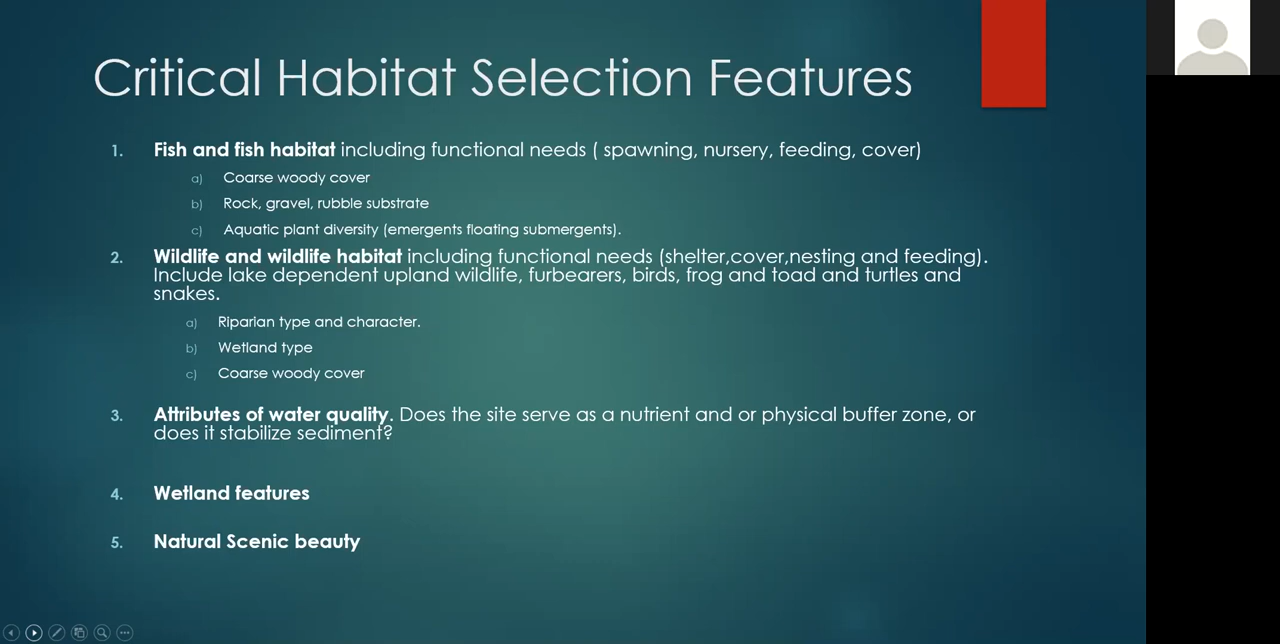 Critical Habitat Selection Features
1. Fish and fish habitat including functional needs ( spawning, nursery, feeding, cover)
a) Coarse woody cover
b) Rock, gravel, rubble substrate
c) Aquatic plant diversity (emergents floating submergents).
2. Wildlife and wildlife habitat including functional needs (shelter,cover,nesting and feeding).
Include lake dependent upland wildlife, furbearers, birds, frog and toad and turtles and
snakes.
a) Riparian type and character.
b) Wetland type
c) Coarse woody cover
3. Attributes of water quality. Does the site serve as a nutrient and or physical buffer zone, or
does it stabilize sediment?
4. Wetland features
5. Natural Scenic beauty